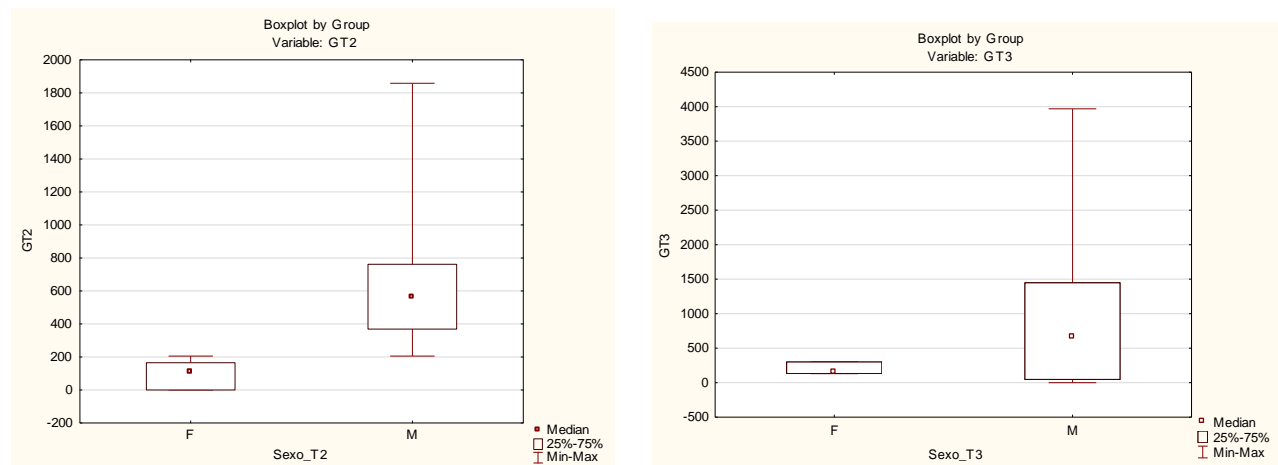 Boxplot by Group
Variable: GT2
2000
1800
1600
1400
1200
1000
800
600
400
200
0
-200
GT2
F
M
Sexo_T2
Median
25%-75%
Min-Max
Boxplot by Group
Variable: GT3
4500
4000
3500
3000
2500
2000
1500
1000
500
0
-500
GT3
F
M
Sexo_T3
Median
25%-75%
Min-Max